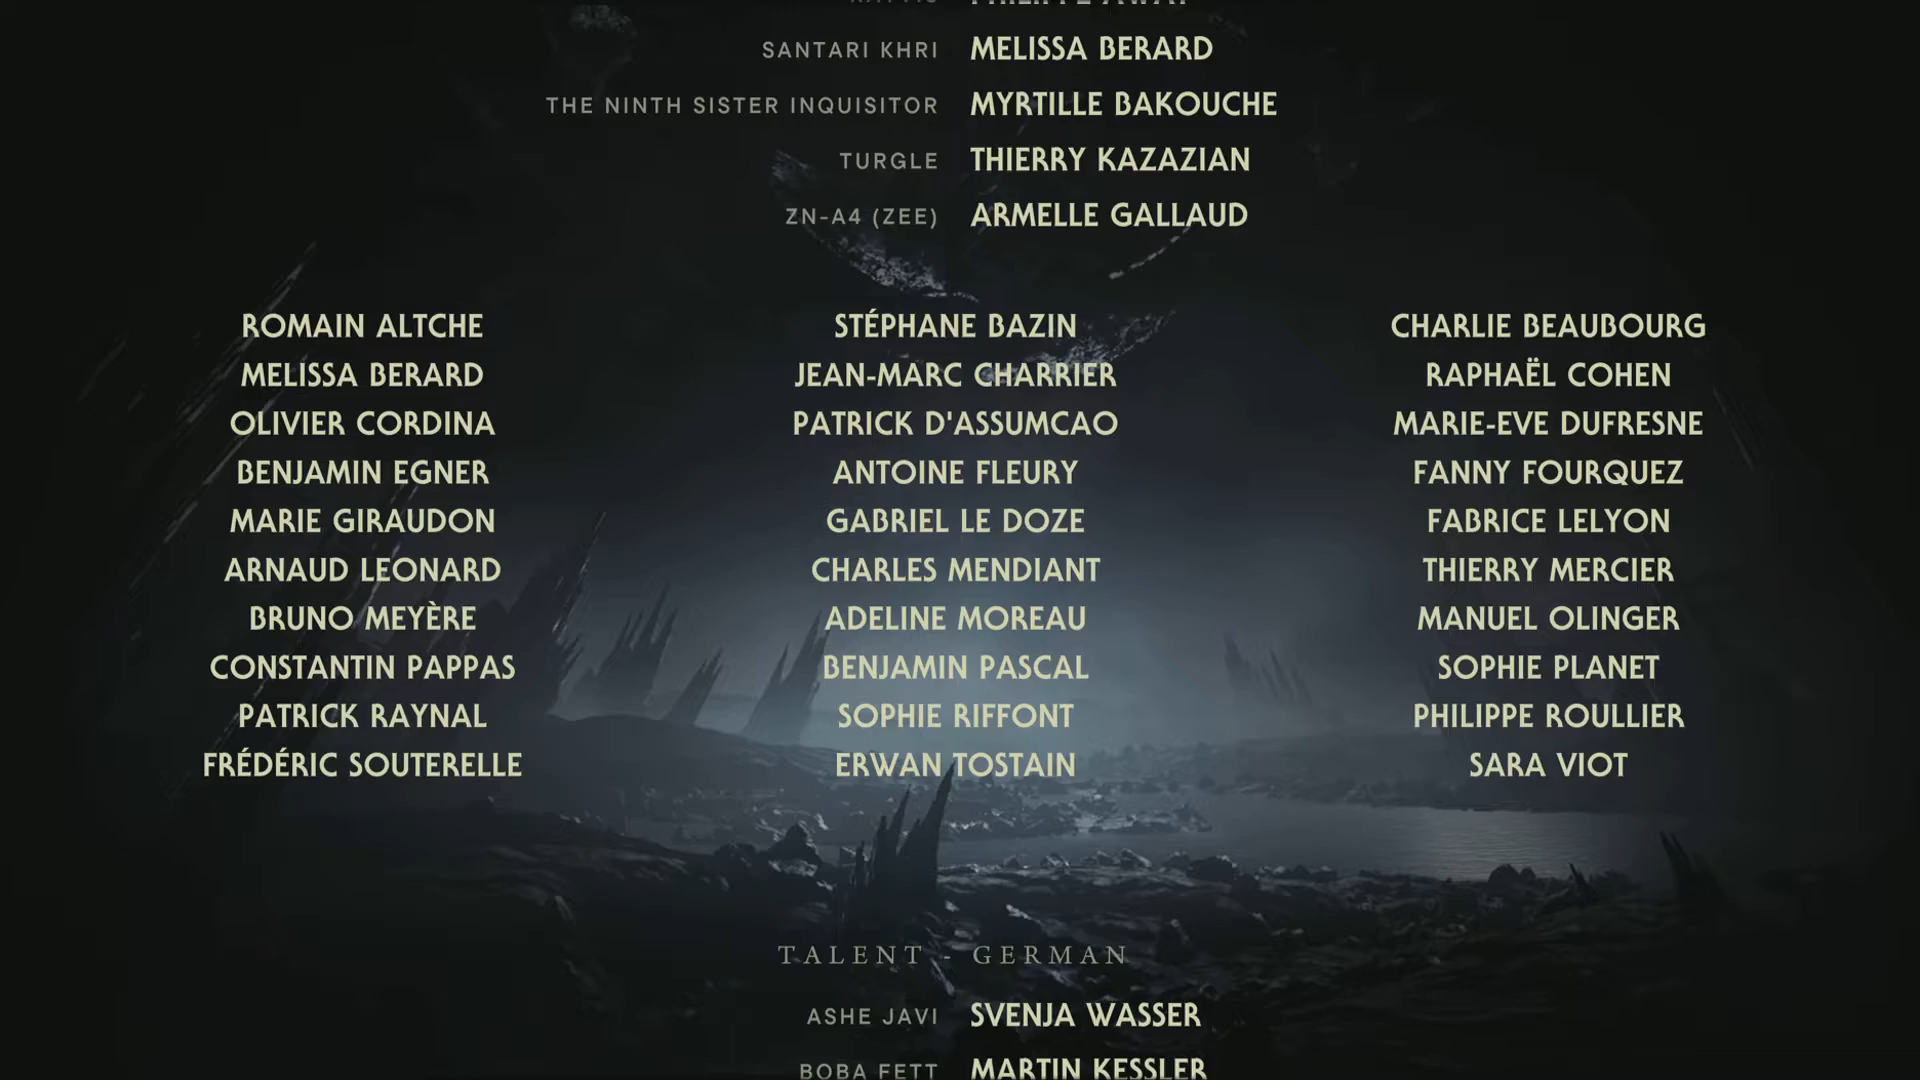 SANTARI KHRI MELISSA BERARD
THE NINTH SISTER INQUISITOR MYRTILLE BAKOUCHE
TURGLE THIERRY KAZAZIAN
ZN-A4 (ZEE) ARMELLE GALLAUD
ROMAIN ALTCHE STÉPHANE BAZIN CHARLIE BEAUBOURG
MELISSA BERARD JEAN-MARC CHARRIER RAPHAËL COHEN
OLIVIER CORDINA PATRICK D'ASSUMCAO MARIE-EVE DUFRESNE
BENJAMIN EGNER ANTOINE FLEURY FANNY FOURQUEZ
MARIE GIRAUDON GABRIEL LE DOZE FABRICE LELYON
ARNAUD LEONARD CHARLES MENDIANT THIERRY MERCIER
BRUNO MEYÈRE ADELINE MOREAU MANUEL OLINGER
CONSTANTIN PAPPAS BENJAMIN PASCAL SOPHIE PLANET
PATRICK RAYNAL SOPHIE RIFFONT PHILIPPE ROULLIER
FRÉDÉRIC SOUTERELLE ERWAN TOSTAIN SARA VIOT
TALENT - GERMAN
ASHE JAVI SVENJA WASSER
BOBA FETT MARTIN KESSLER